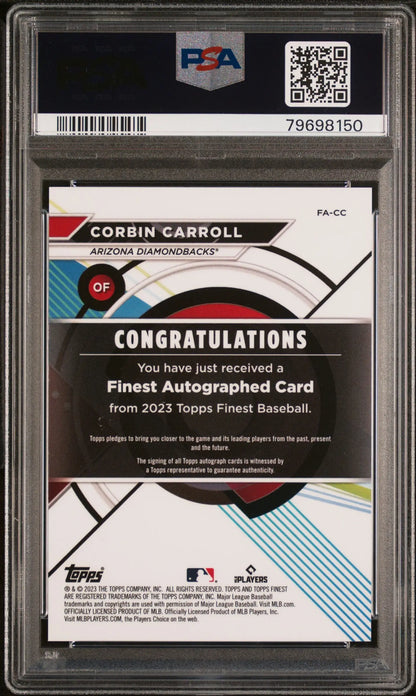 PSA
79698150
FA-CC
CORBIN CARROLL
ARIZONA DIAMONDBACKS®
OF
CONGRATULATIONS
You have just received a
Finest Autographed Card
from 2023 Topps Finest Baseball.
Topps pledges to bring you closer to the game and its leading players from the past, present
and the future.
The signing of all Topps autograph cards is witnessed by
a Topps representative to guarantee authenticity.
TOPPS
PLAYERS
® & © 2023 THE TOPPS COMPANY, INC. ALL RIGHTS RESERVED. TOPPS AND TOPPS FINEST
ARE REGISTERED TRADEMARKS OF THE TOPPS COMPANY, INC. Major League Baseball
trademarks and copyrights are used with permission of Major League Baseball. Visit MLB.com.
OFFICIALLY LICENSED PRODUCT OF MLB. Officially Licensed Product of MLB Players, Inc.
Visit MLBPLAYERS.com, the Players Choice on the web.